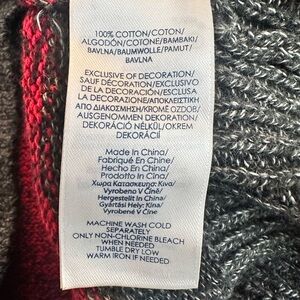 100% COTTON/COTON/
ALGODÓN/COTONE/BAMBAKI/
BAVLNA/BAUMWOLLE/PAMUT/
BAVLNA
EXCLUSIVE OF DECORATION/
SAUF DÉCORATION/EXCLUSIVO
DE LA DECORACIÓN/ESCLUSA
LA DECORAZIONE/ΑΠΟΚΛΕΙΣΤΙΚΗ
ΑΠΟ ΔΙΑΚΟΣΜΗΣΗ/KROMĚ OZDOB/
AUSGENOMMEN DEKORATION/
DEKORÁCIÓ NÉLKÜL/OKREM
DEKORÁCIÍ
Made In China/
Fabriqué En Chine/
Hecho En China/
Prodotto In Cina/
Χωρα Κατασκευης: Κινα/
Vyrobeno V Číně/
Hergestellt In China/
Gyártási Hely: Kína/
Vyrobené V Číne
MACHINE WASH COLD
SEPARATELY
ONLY NON-CHLORINE BLEACH
WHEN NEEDED
TUMBLE DRY LOW
WARM IRON IF NEEDED